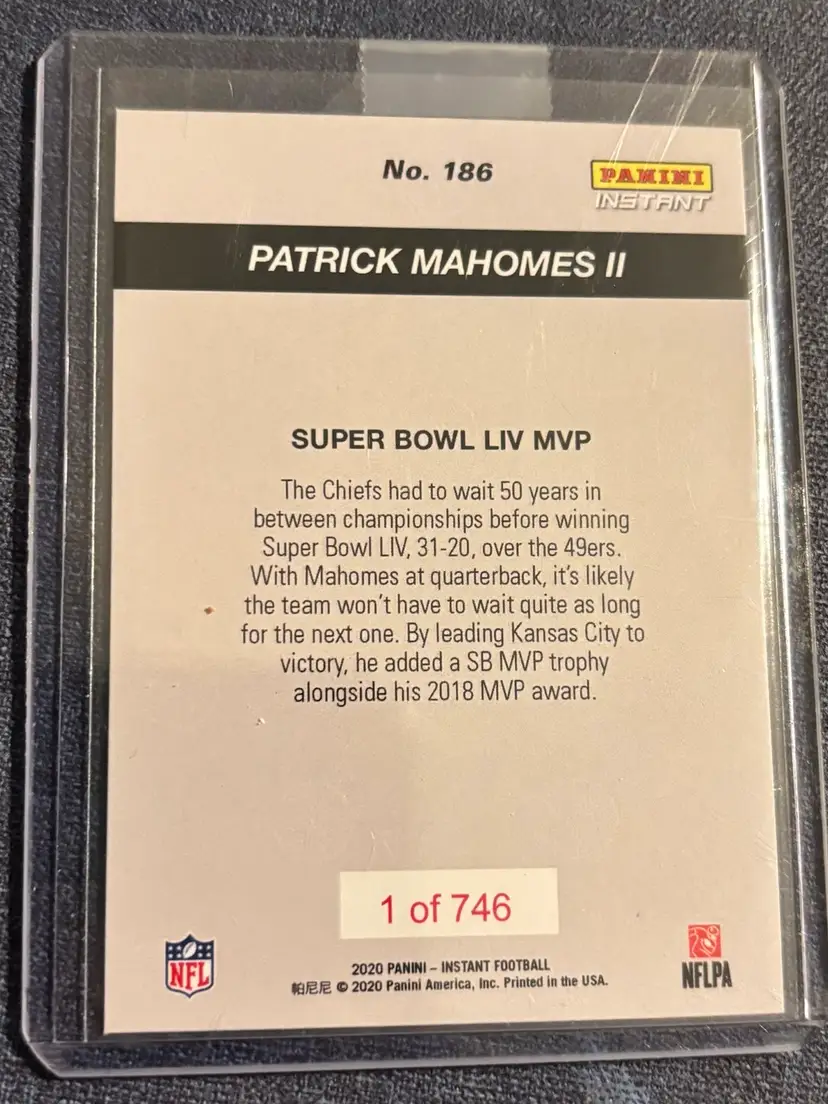 No. 186
PANINI
INSTANT
PATRICK MAHOMES II
SUPER BOWL LIV MVP
The Chiefs had to wait 50 years in
between championships before winning
Super Bowl LIV, 31-20, over the 49ers.
With Mahomes at quarterback, it's likely
the team won't have to wait quite as long
for the next one. By leading Kansas City to
victory, he added a SB MVP trophy
alongside his 2018 MVP award.
1 of 746
NFL
2020 PANINI – INSTANT FOOTBALL
帕尼尼 © 2020 Panini America, Inc. Printed in the USA.
NFLPA